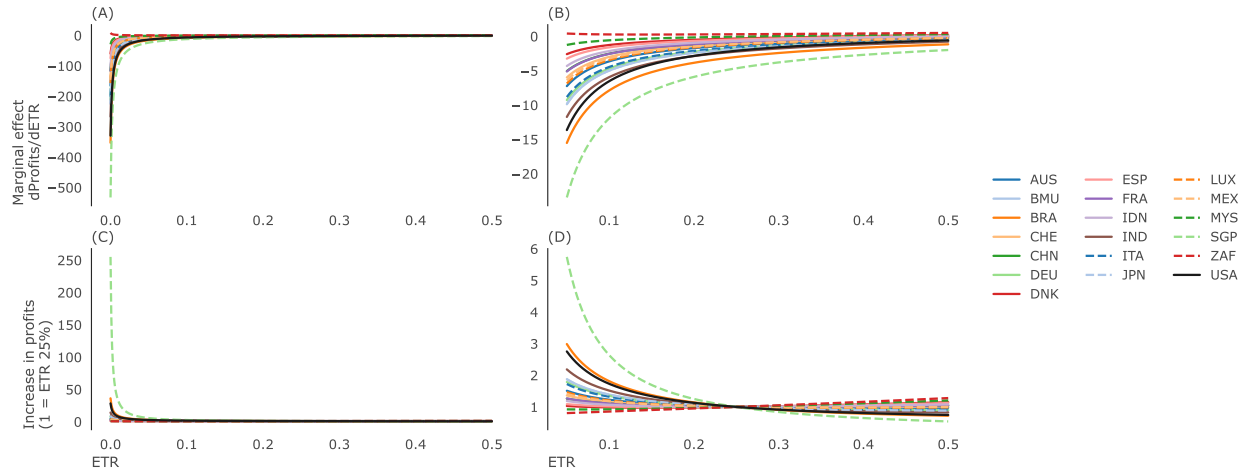 (A)
(B)
Marginal effect
dProfits/dETR
0
−100
−200
−300
−400
−500
0.0
0.1
0.2
0.3
0.4
0.5
0
−5
−10
−15
−20
0.1
0.2
0.3
0.4
0.5
(C)
(D)
Increase in profits
(1 = ETR 25%)
250
200
150
100
50
0
0.0
0.1
0.2
0.3
0.4
0.5
ETR
6
5
4
3
2
1
0.1
0.2
0.3
0.4
0.5
ETR
AUS
BMU
BRA
CHE
CHN
DEU
DNK
ESP
FRA
IDN
IND
ITA
JPN
LUX
MEX
MYS
SGP
ZAF
USA